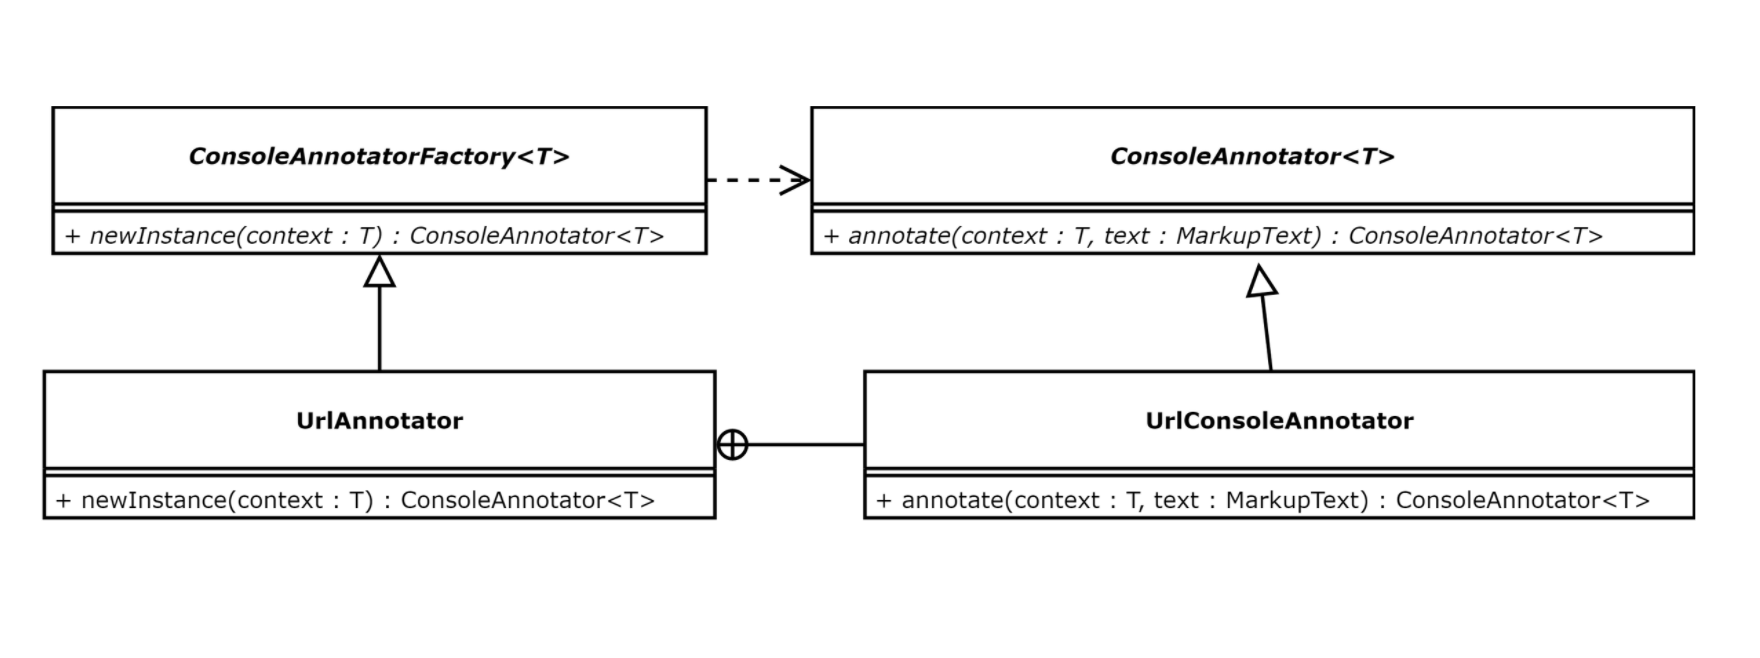 ConsoleAnnotatorFactory<T>
+ newInstance(context : T) : ConsoleAnnotator<T>
ConsoleAnnotator<T>
+ annotate(context : T, text : MarkupText) : ConsoleAnnotator<T>
UrlAnnotator
+ newInstance(context : T) : ConsoleAnnotator<T>
UrlConsoleAnnotator
+ annotate(context : T, text : MarkupText) : ConsoleAnnotator<T>